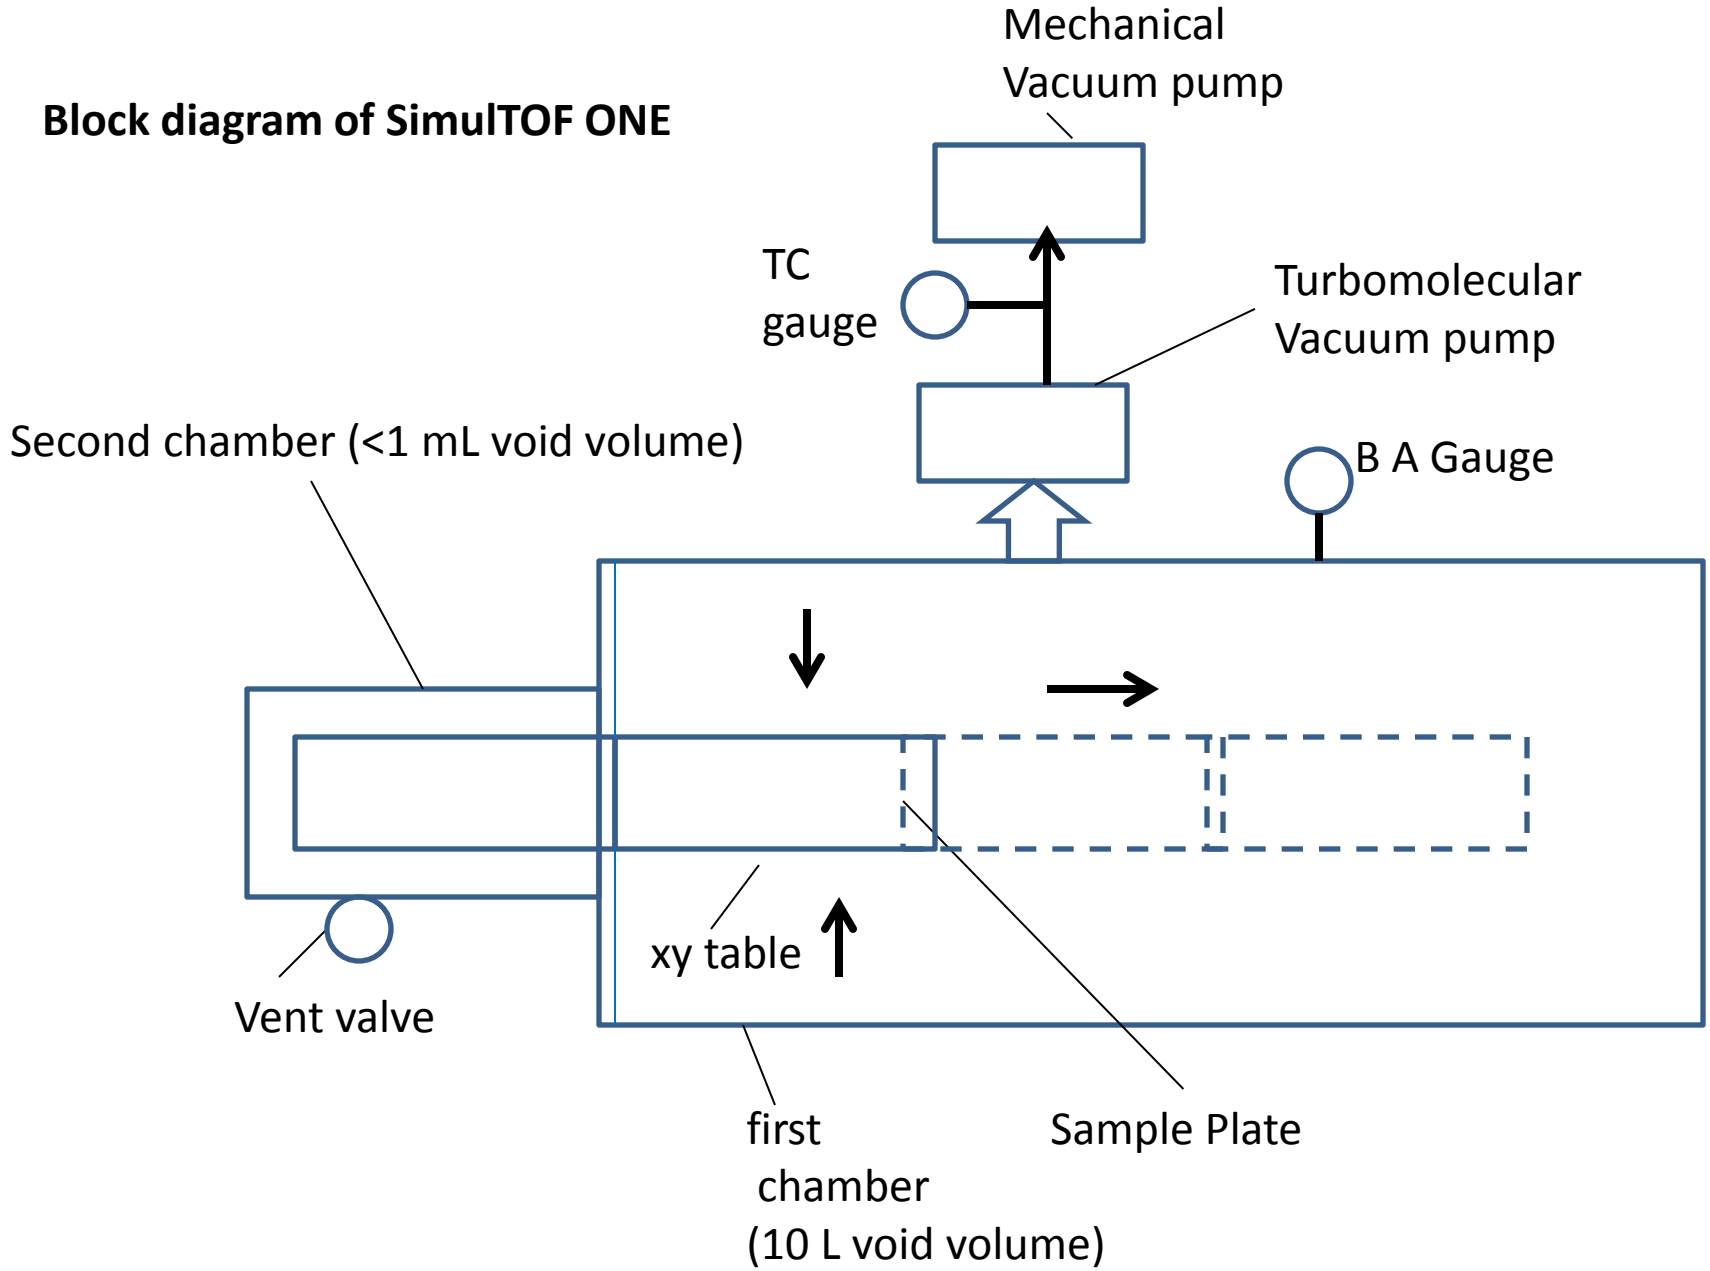 Mechanical
Vacuum pump
Block diagram of SimulTOF ONE
TC
gauge
Turbomolecular
Vacuum pump
Second chamber (<1 mL void volume)
B A Gauge
xy table
Vent valve
first
chamber
(10 L void volume)
Sample Plate